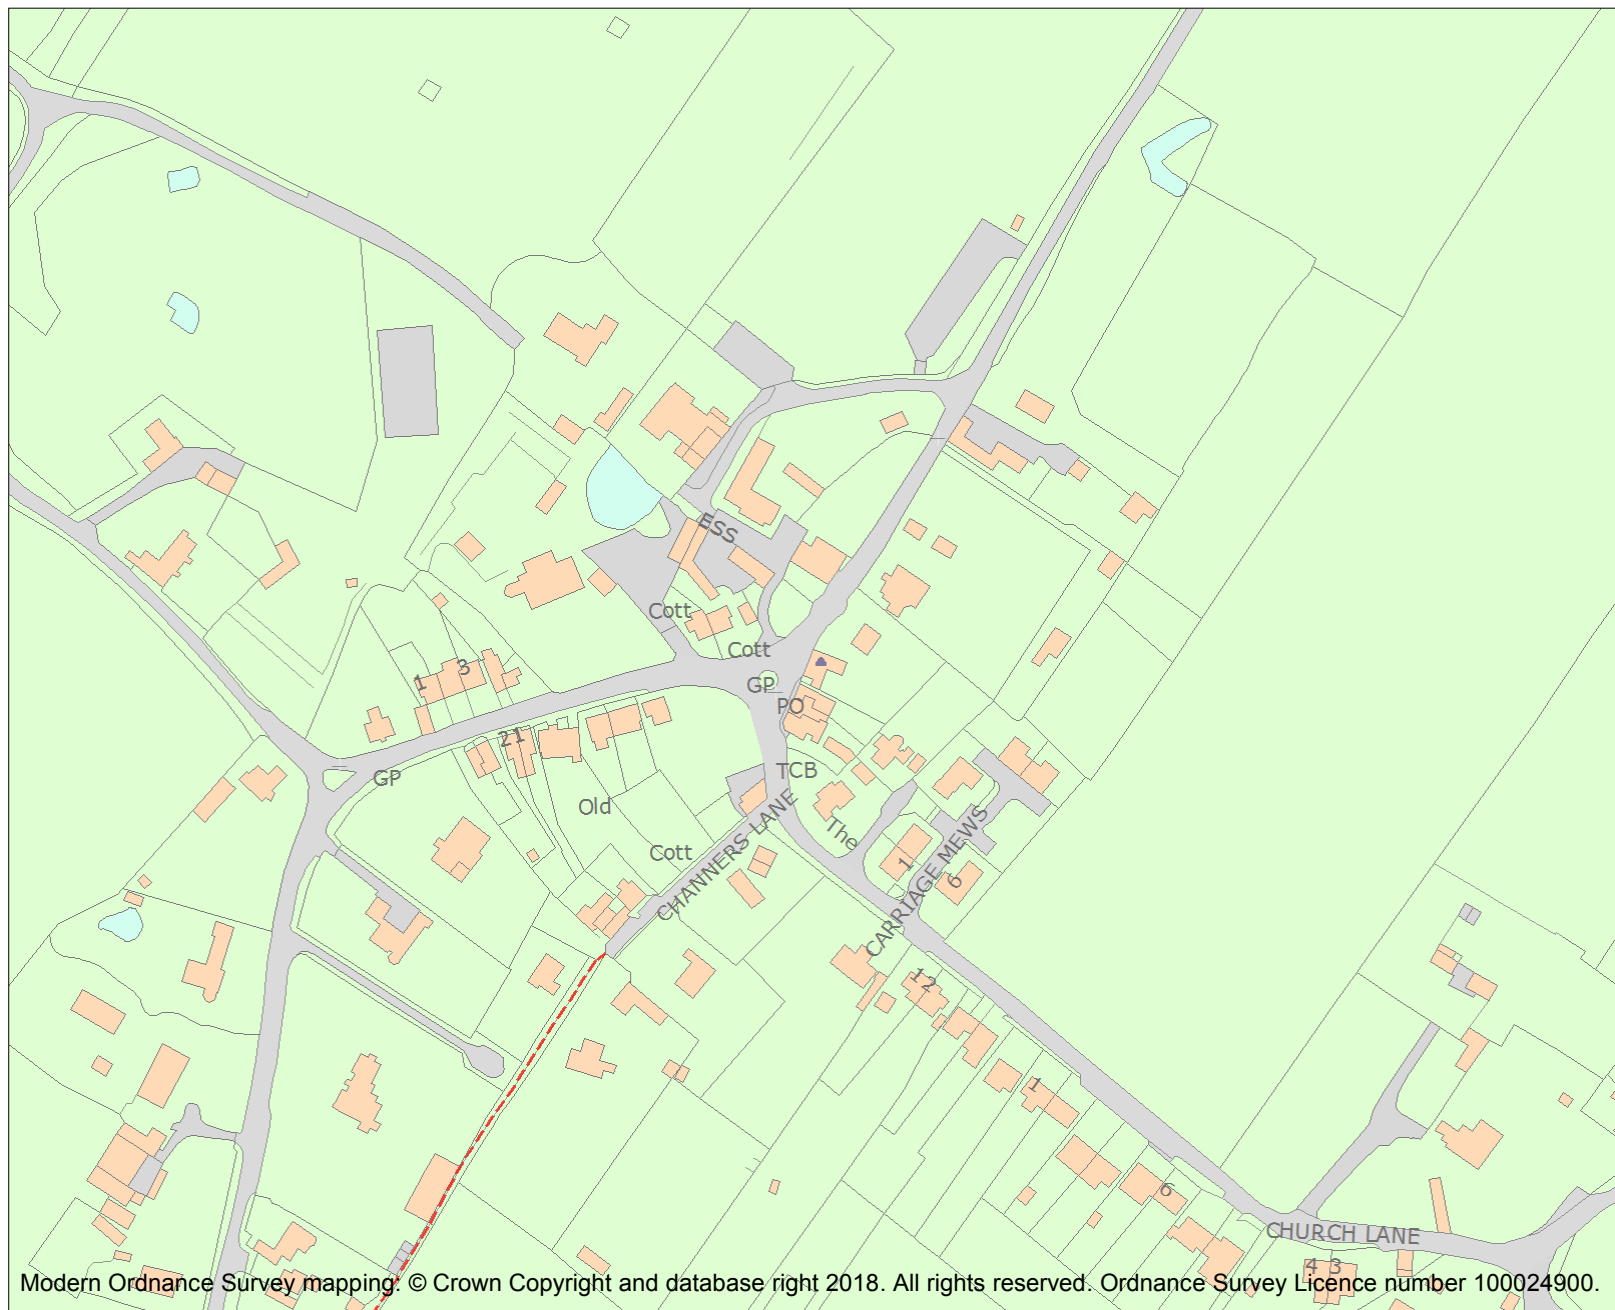 ESS
Cott
Cott
3
1
GP
PO
21
GP
TCB
Old
The
Cott
CHANNERS LANE
1
CARRIAGE MEWS
6
12
1
6
CHURCH LANE
4 3
Modern Ordnance Survey mapping: © Crown Copyright and database right 2018. All rights reserved. Ordnance Survey Licence number 100024900.